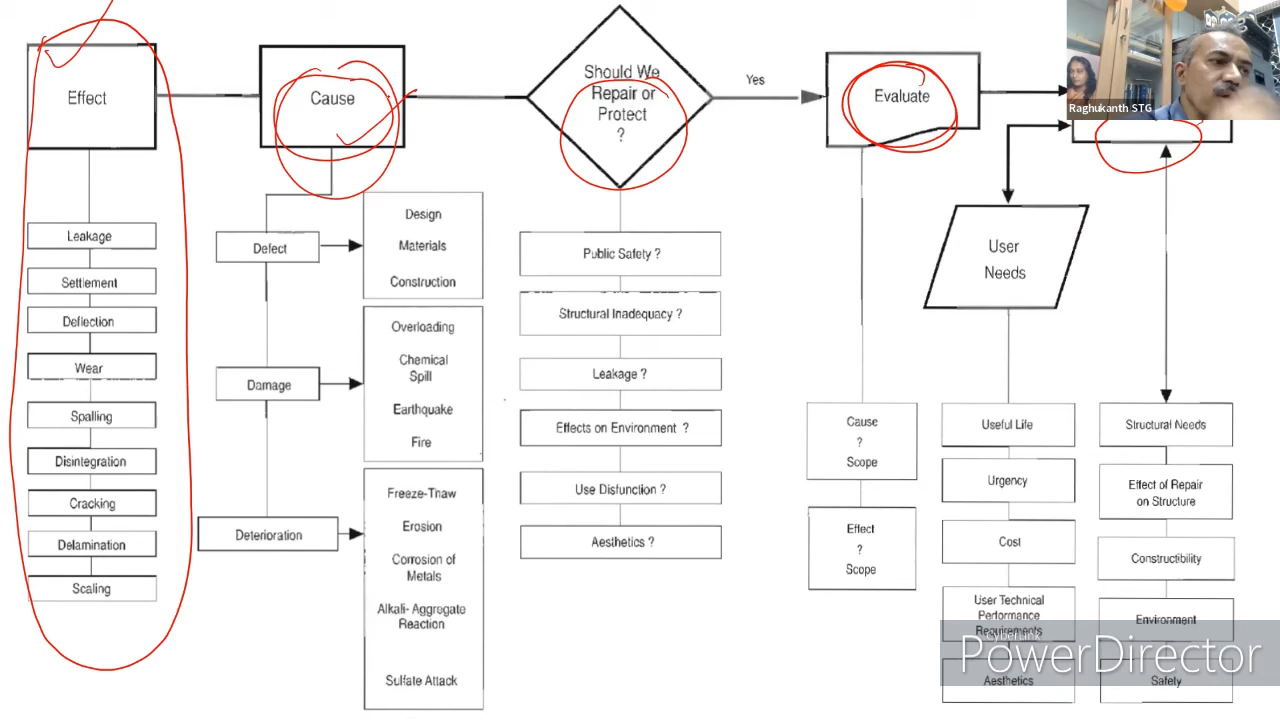 Effect
Cause
Should We
Repair or
Protect
?
Yes
Evaluate
Raghukanth STG
User
Needs
Leakage
Settlement
Deflection
Wear
Spalling
Disintegration
Cracking
Delamination
Scaling
Defect
Design
Materials
Construction
Damage
Overloading
Chemical
Spill
Earthquake
Fire
Deterioration
Freeze-Thaw
Erosion
Corrosion of
Metals
Alkali-Aggregate
Reaction
Sulfate Attack
Public Safety ?
Structural Inadequacy ?
Leakage ?
Effects on Environment ?
Use Disfunction ?
Aesthetics ?
Cause
?
Scope
Effect
?
Scope
Useful Life
Urgency
Cost
User Technical
Performance
Requirements
Aesthetics
Structural Needs
Effect of Repair
on Structure
Constructibility
Environment
Safety
CyberLink
PowerDirector